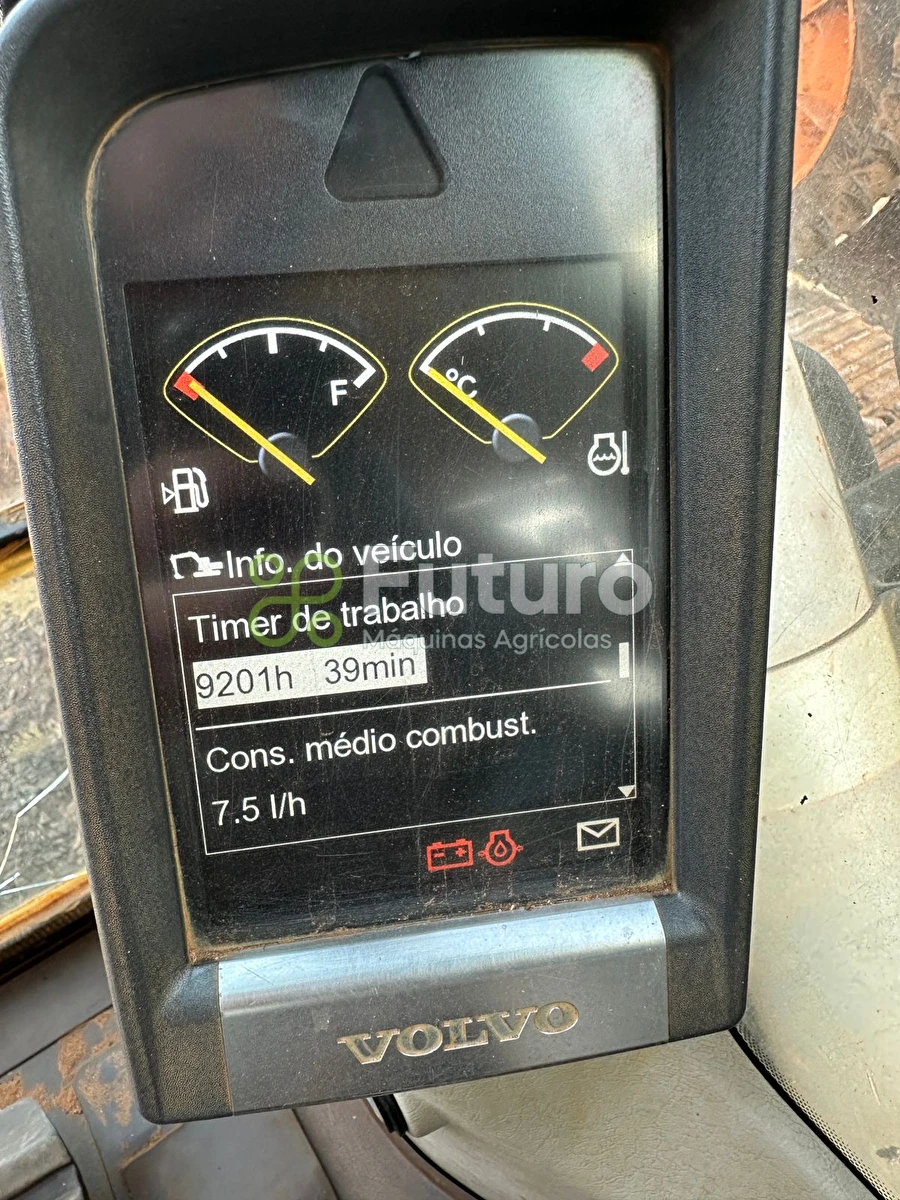 F
°C
Info. do veículo
Futuro
Máquinas Agrícolas
Timer de trabalho
9201h 39min
Cons. médio combust.
7.5 l/h
VOLVO